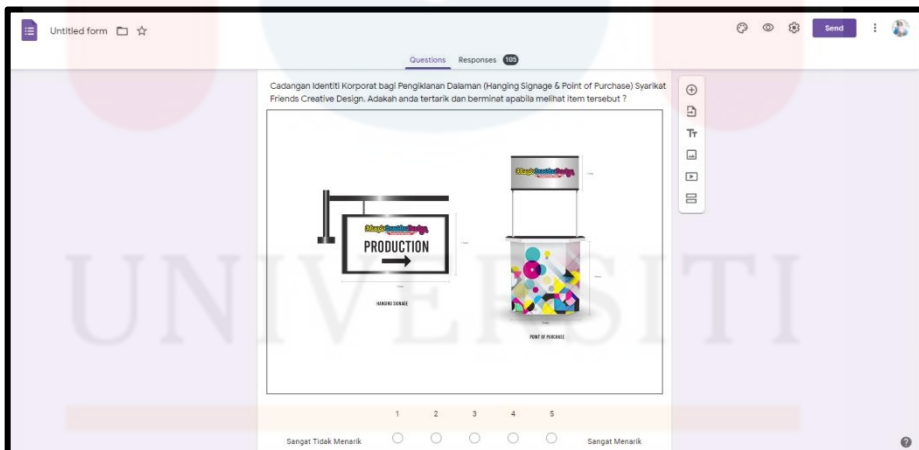 Untitled form
Send
Questions Responses 105
Cadangan Identiti Korporat bagi Pengiklanan Dalaman (Hanging Signage & Point of Purchase) Syarikat
Friends Creative Design. Adakah anda tertarik dan berminat apabila melihat item tersebut ?
PRODUCTION
HANGING SIGNAGE
POINT OF PURCHASE
1 2 3 4 5
Sangat Tidak Menarik Sangat Menarik
UNIVERSITI